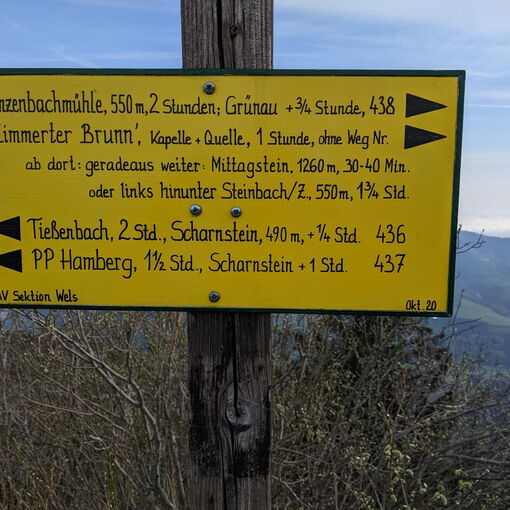 nzenbachmühle, 550 m, 2 Stunden; Grünau + ¾ Stunde, 438
immerter Brunn', Kapelle + Quelle, 1 Stunde, ohne Weg Nr.
ab dort: geradeaus weiter: Mittagstein, 1260 m, 30-40 Min.
oder links hinunter Steinbach/Z., 550 m, 1¾ Std.
Tießenbach, 2 Std., Scharnstein, 490 m, + ¼ Std. 436
PP Hamberg, 1½ Std., Scharnstein + 1 Std. 437
AV Sektion Wels
Okt. 20